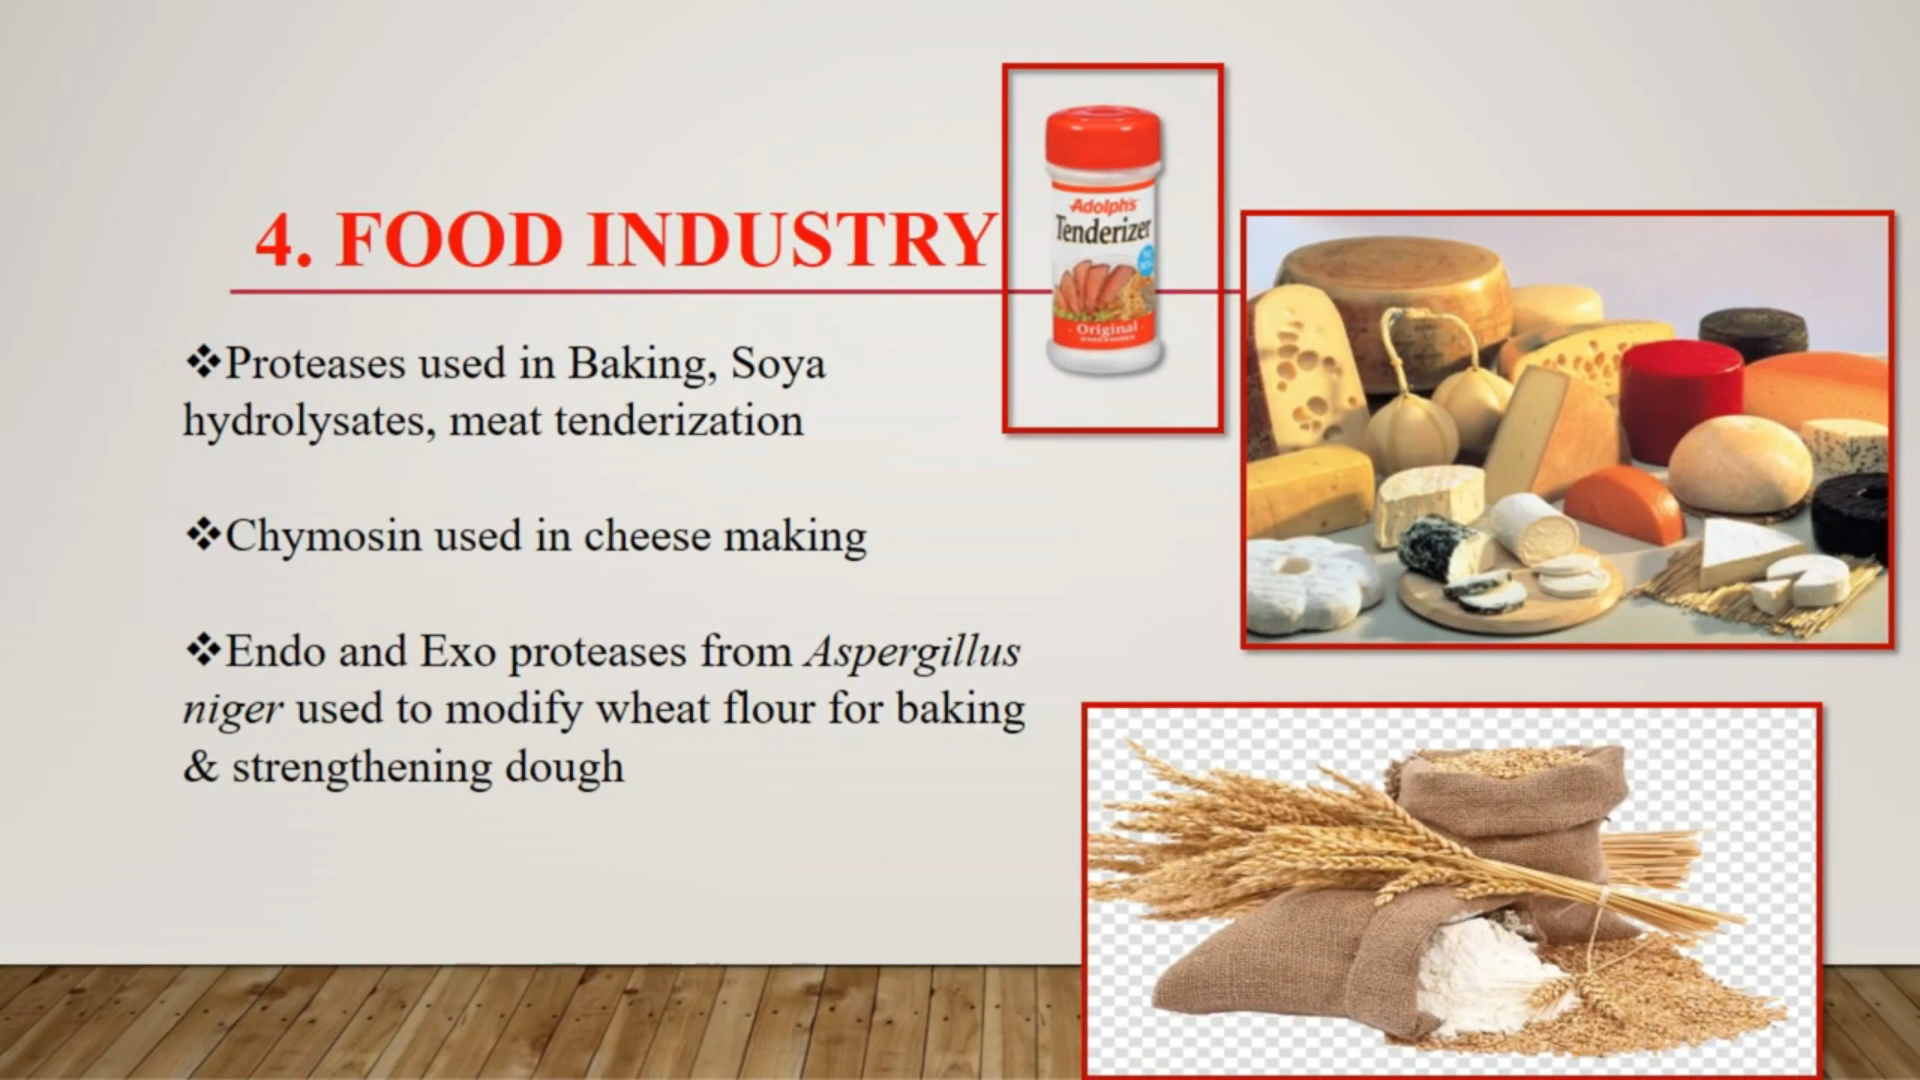 4. FOOD INDUSTRY
Adolph's
Tenderizer
Original
❖Proteases used in Baking, Soya
hydrolysates, meat tenderization
❖Chymosin used in cheese making
❖Endo and Exo proteases from Aspergillus
niger used to modify wheat flour for baking
& strengthening dough